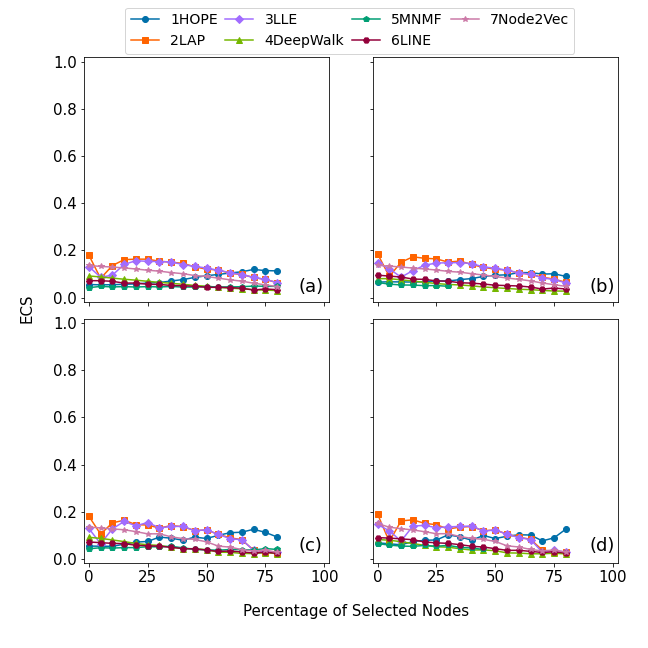 1HOPE 3LLE 5MNMF 7Node2Vec
2LAP 4DeepWalk 6LINE
1.0
0.8
0.6
0.4
0.2
0.0
(a) (b)
ECS
1.0
0.8
0.6
0.4
0.2
0.0
(c) (d)
0 25 50 75 100 0 25 50 75 100
Percentage of Selected Nodes